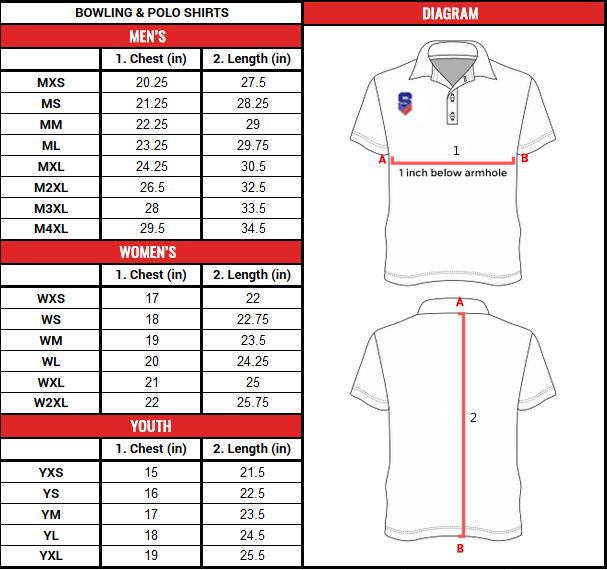 BOWLING & POLO SHIRTS
MEN'S
1. Chest (in) 2. Length (in)
MXS 20.25 27.5
MS 21.25 28.25
MM 22.25 29
ML 23.25 29.75
MXL 24.25 30.5
M2XL 26.5 32.5
M3XL 28 33.5
M4XL 29.5 34.5
WOMEN'S
1. Chest (in) 2. Length (in)
WXS 17 22
WS 18 22.75
WM 19 23.5
WL 20 24.25
WXL 21 25
W2XL 22 25.75
YOUTH
1. Chest (in) 2. Length (in)
YXS 15 21.5
YS 16 22.5
YM 17 23.5
YL 18 24.5
YXL 19 25.5
DIAGRAM
S
1
A B
1 inch below armhole
A
2
B